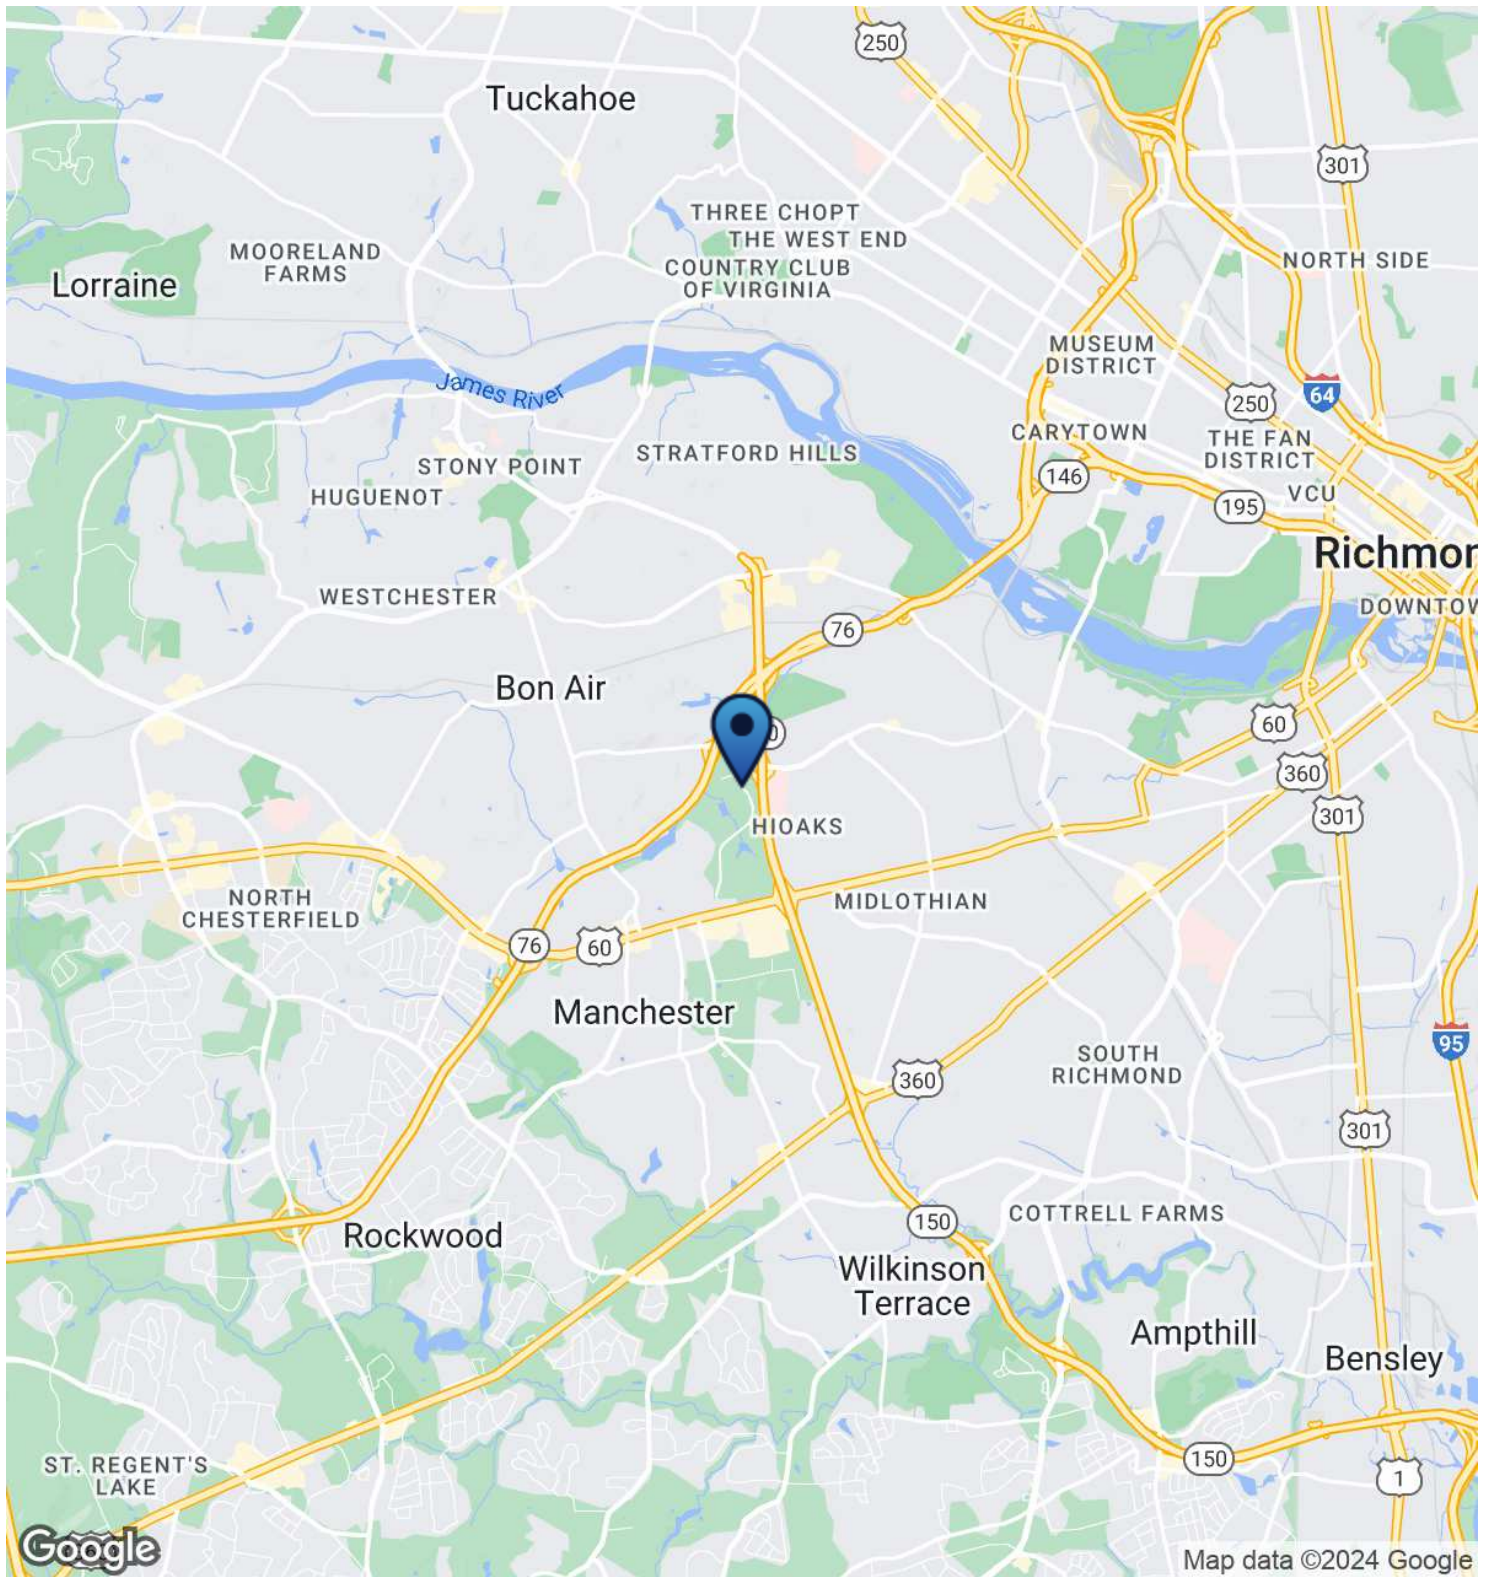 250
Tuckahoe
301
THREE CHOPT
THE WEST END
MOORELAND
FARMS
Lorraine
COUNTRY CLUB
OF VIRGINIA
NORTH SIDE
MUSEUM
DISTRICT
James River
64
250
CARYTOWN
THE FAN
DISTRICT
STRATFORD HILLS
STONY POINT
146
HUGUENOT
VCU
195
Richmon
WESTCHESTER
DOWNTOW
76
Bon Air
60
0
360
301
HIOAKS
NORTH
CHESTERFIELD
MIDLOTHIAN
76
60
Manchester
95
SOUTH
RICHMOND
360
301
150
COTTRELL FARMS
Rockwood
Wilkinson
Terrace
Ampthill
Bensley
ST. REGENT'S
LAKE
150
1
Google
Map data ©2024 Google